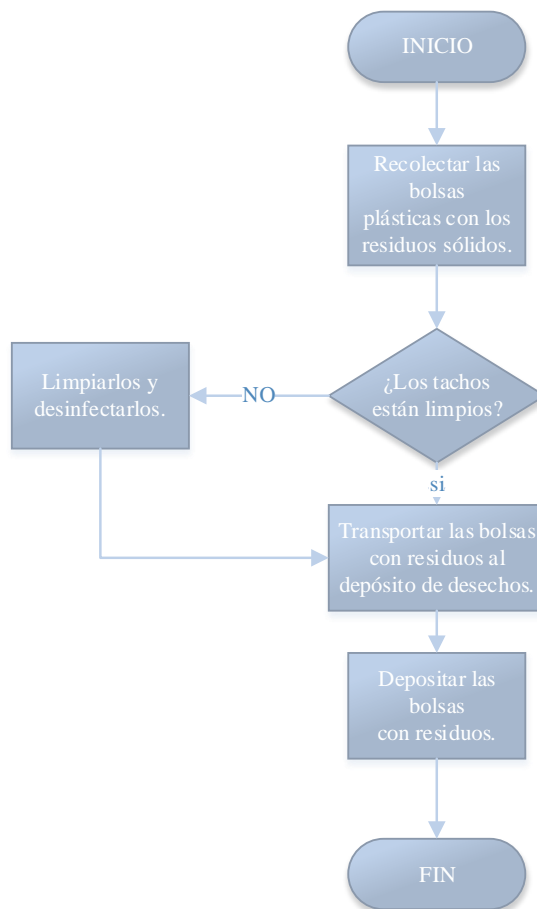 INICIO
Recolectar las
bolsas
plásticas con los
residuos sólidos.
¿Los tachos
están limpios?
NO
Limpiarlos y
desinfectarlos.
si
Transportar las bolsas
con residuos al
depósito de desechos.
Depositar las
bolsas
con residuos.
FIN